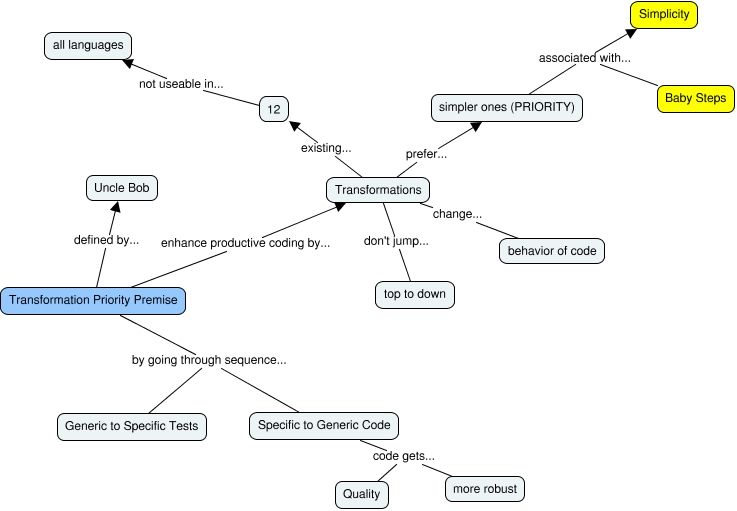 Simplicity
all languages
associated with...
not useable in...
Baby Steps
12
simpler ones (PRIORITY)
existing...
prefer...
Uncle Bob
Transformations
change...
defined by...
enhance productive coding by...
don't jump...
behavior of code
Transformation Priority Premise
top to down
by going through sequence...
Generic to Specific Tests
Specific to Generic Code
code gets...
Quality
more robust